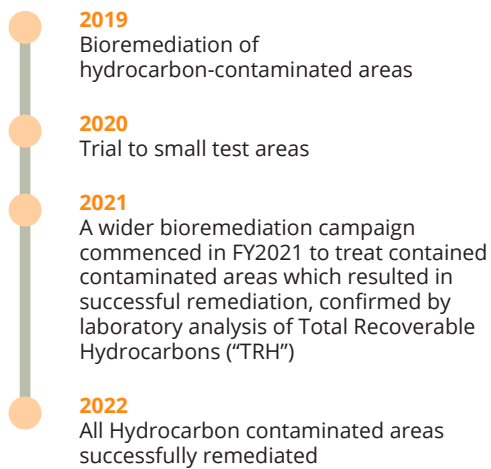 2019
Bioremediation of
hydrocarbon-contaminated areas
2020
Trial to small test areas
2021
A wider bioremediation campaign
commenced in FY2021 to treat contained
contaminated areas which resulted in
successful remediation, confirmed by
laboratory analysis of Total Recoverable
Hydrocarbons (“TRH”)
2022
All Hydrocarbon contaminated areas
successfully remediated